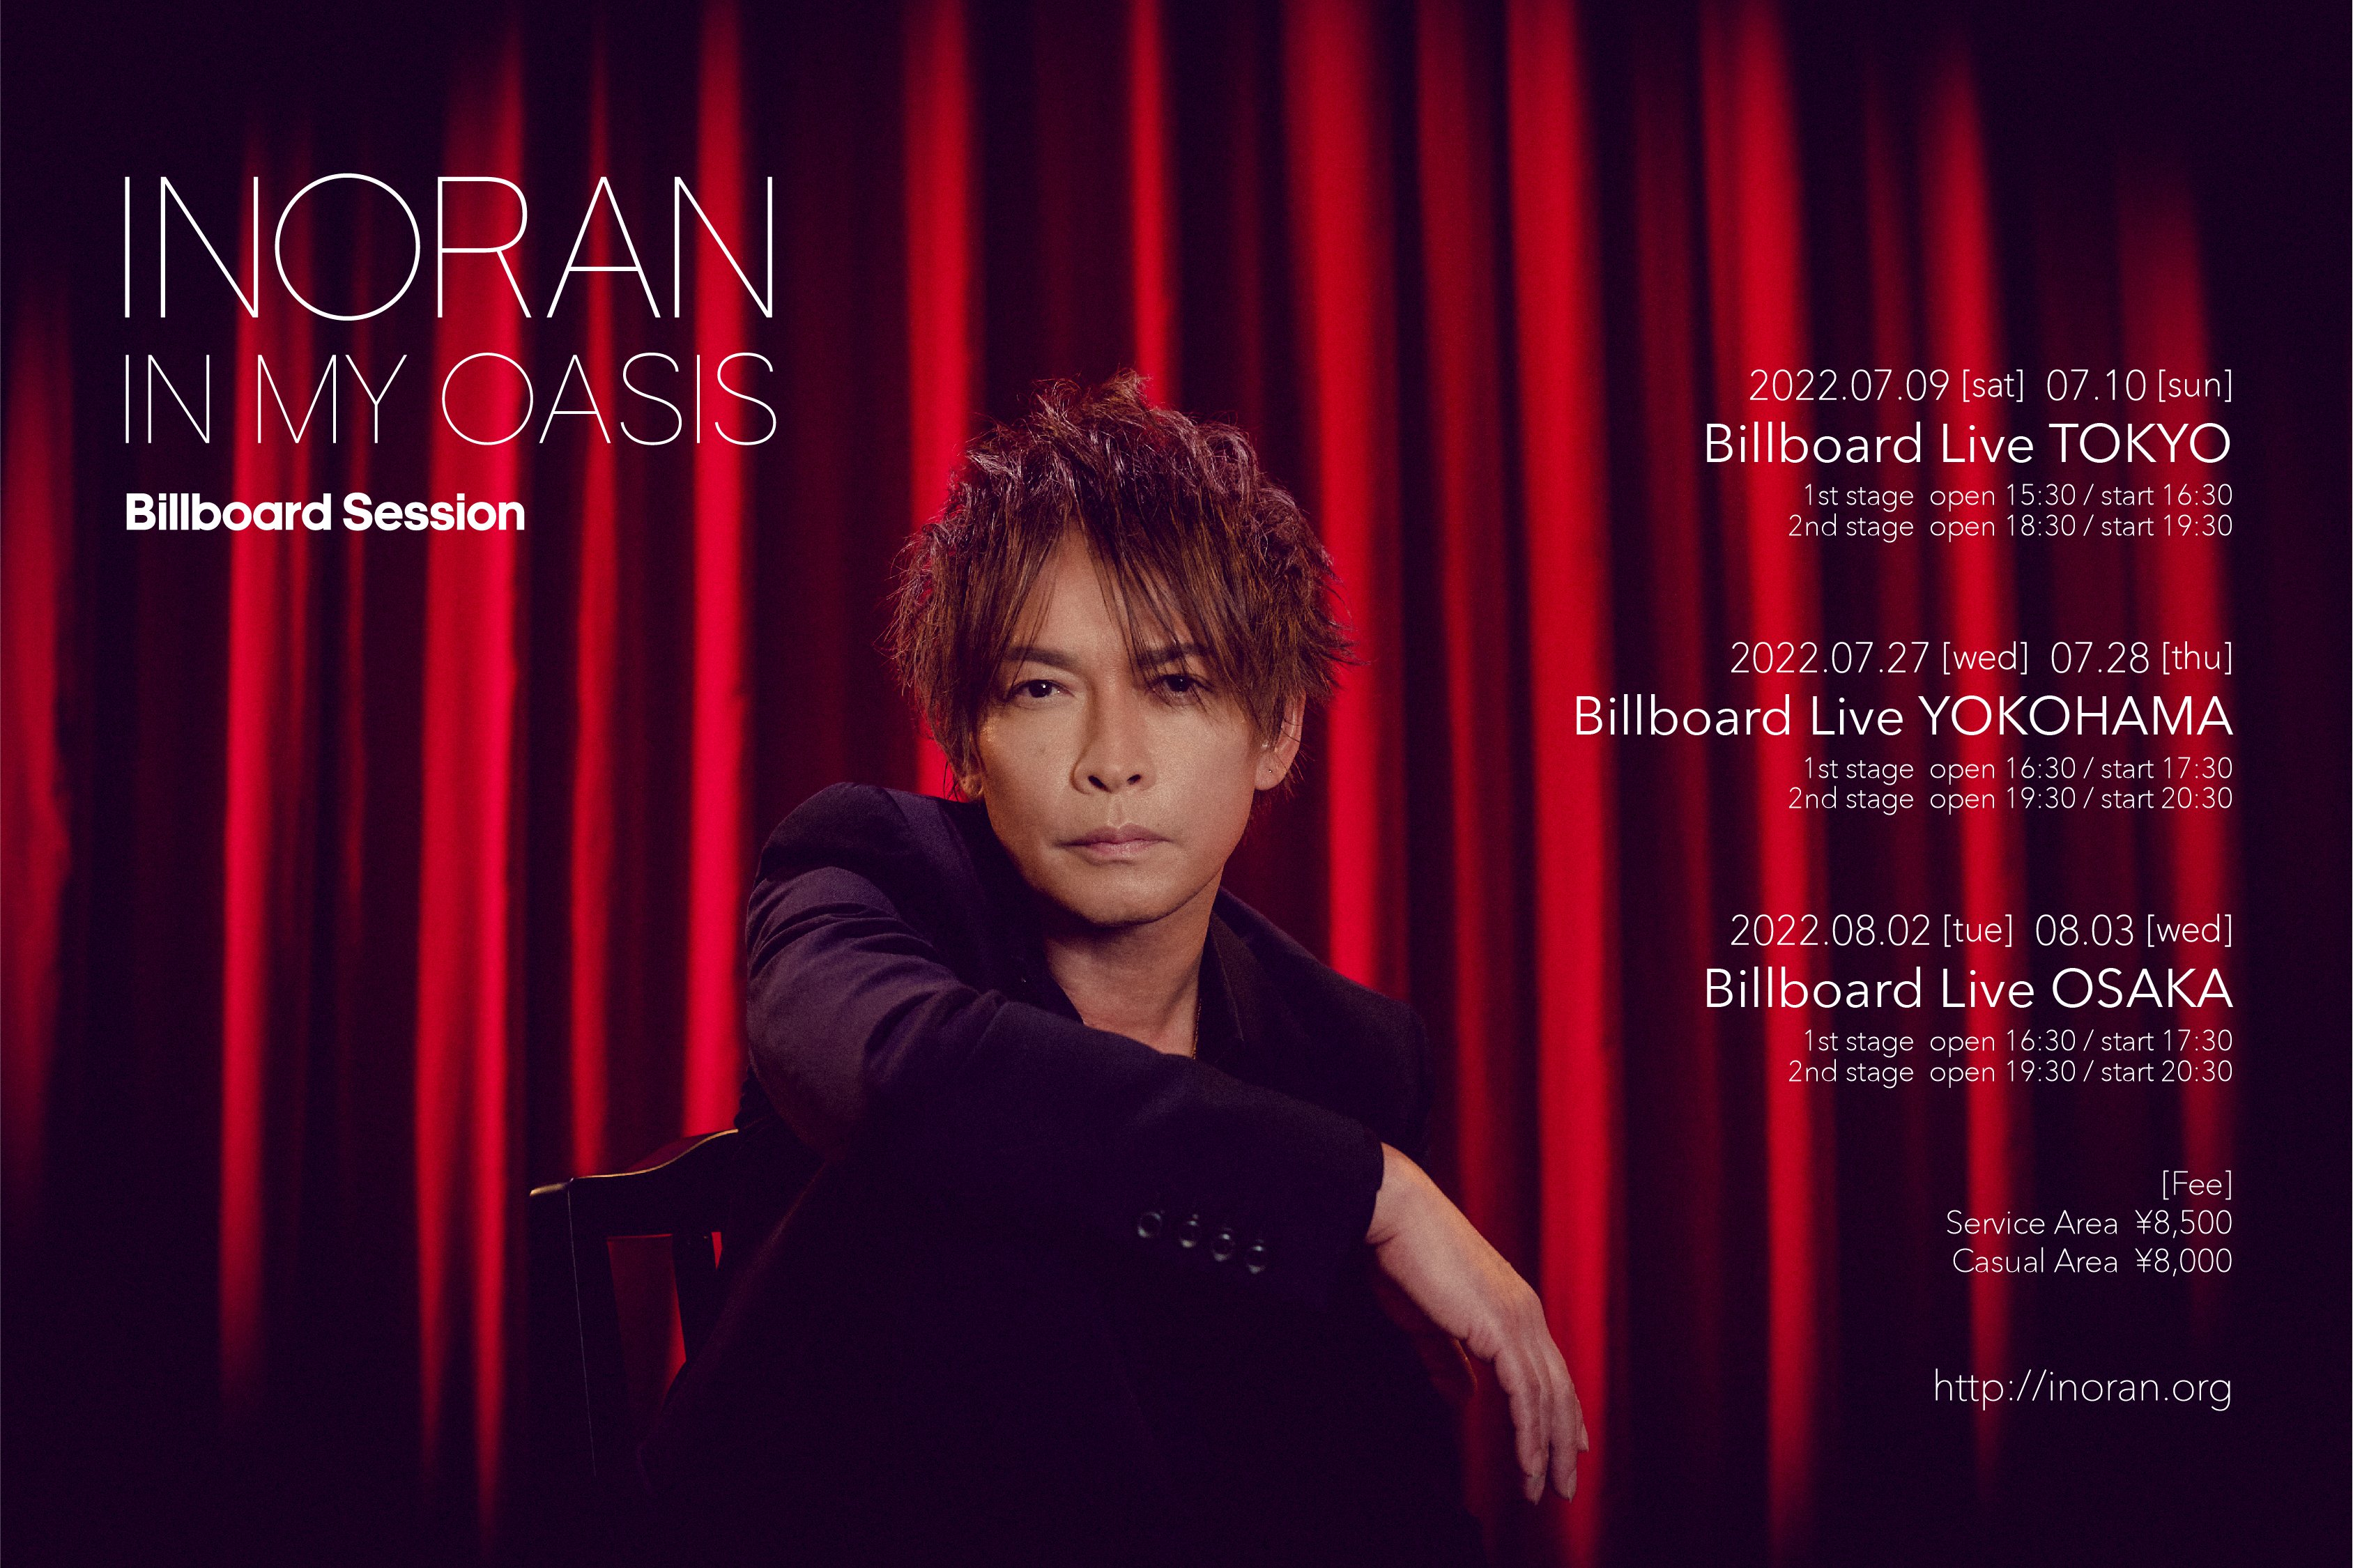 INORAN
IN MY OASIS
Billboard Session
2022.07.09 [sat] 07.10 [sun]
Billboard Live TOKYO
1st stage open 15:30 / start 16:30
2nd stage open 18:30 / start 19:30
2022.07.27 [wed] 07.28 [thu]
Billboard Live YOKOHAMA
1st stage open 16:30 / start 17:30
2nd stage open 19:30 / start 20:30
2022.08.02 [tue] 08.03 [wed]
Billboard Live OSAKA
1st stage open 16:30 / start 17:30
2nd stage open 19:30 / start 20:30
[Fee]
Service Area ¥8,500
Casual Area ¥8,000
http://inoran.org